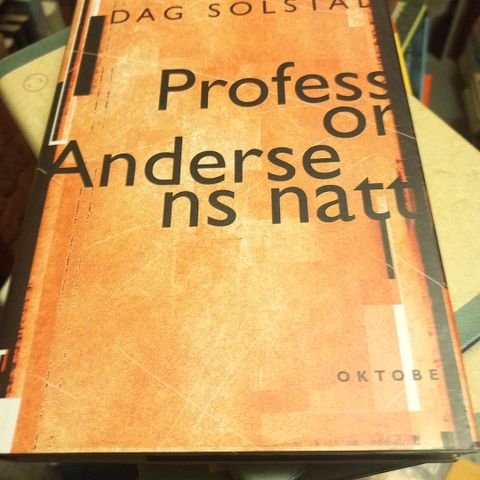 DAG SOLSTAD
Profess
or
Anderse
ns natt
OKTOBE